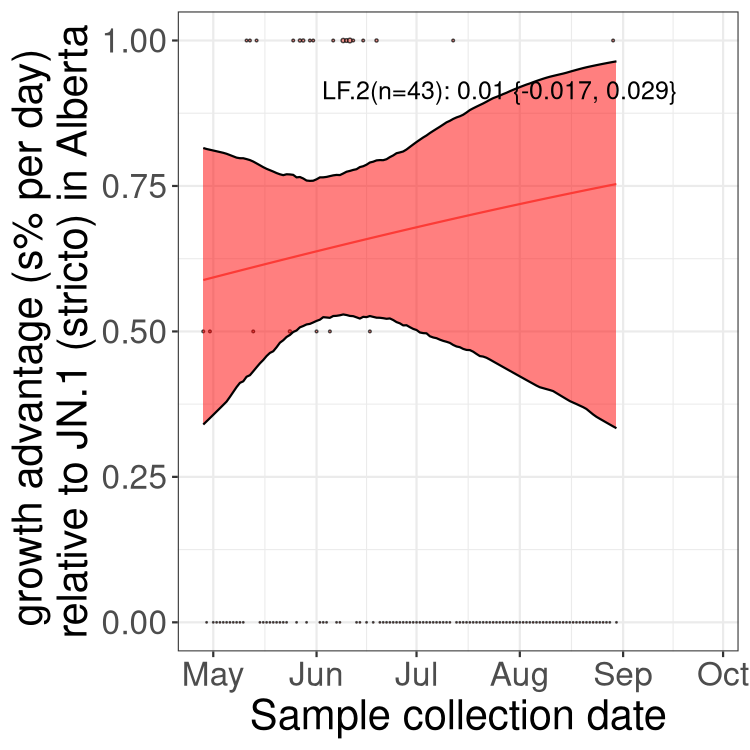 growth advantage (s% per day)
relative to JN.1 (stricto) in Alberta
1.00
0.75
0.50
0.25
0.00
LF.2(n=43): 0.01 {-0.017, 0.029}
May Jun Jul Aug Sep Oct
Sample collection date